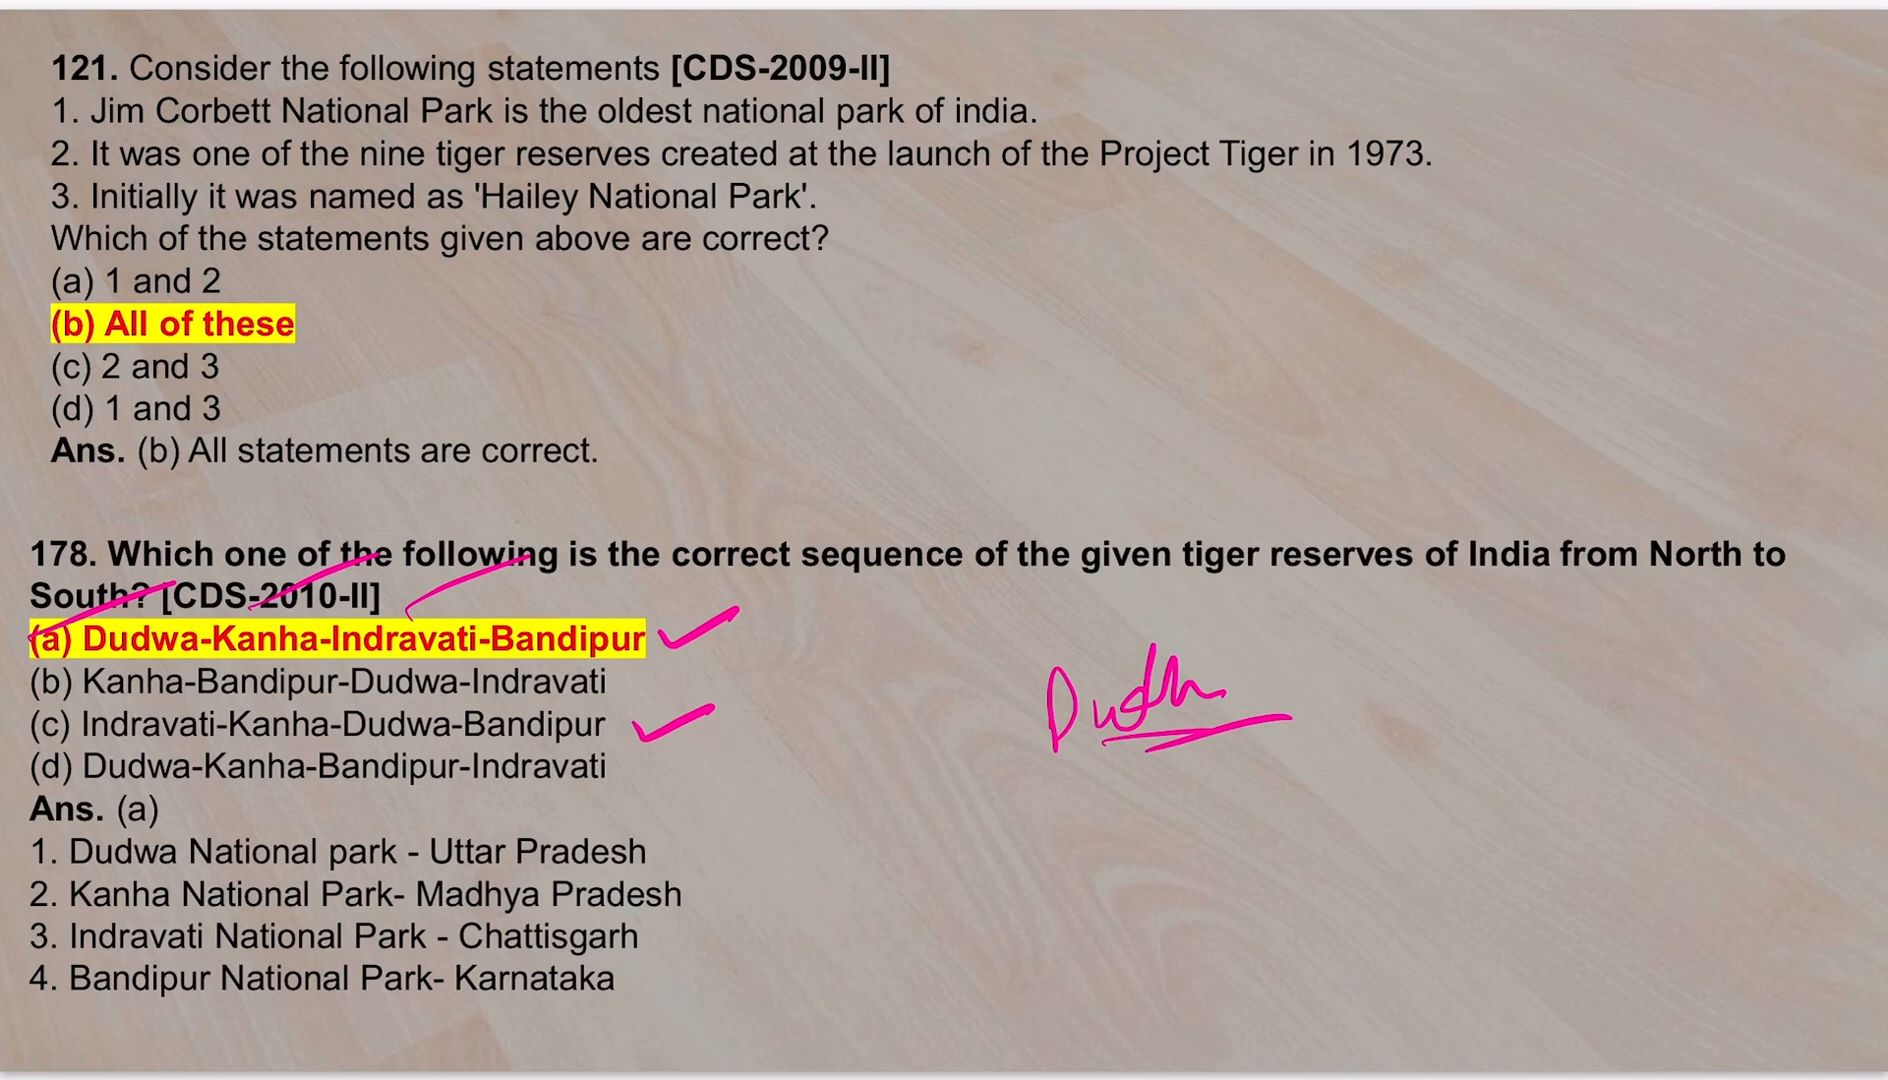 121. Consider the following statements [CDS-2009-II]
1. Jim Corbett National Park is the oldest national park of india.
2. It was one of the nine tiger reserves created at the launch of the Project Tiger in 1973.
3. Initially it was named as 'Hailey National Park'.
Which of the statements given above are correct?
(a) 1 and 2
(b) All of these
(c) 2 and 3
(d) 1 and 3
Ans. (b) All statements are correct.
178. Which one of the following is the correct sequence of the given tiger reserves of India from North to
South? [CDS-2010-II]
(a) Dudwa-Kanha-Indravati-Bandipur
(b) Kanha-Bandipur-Dudwa-Indravati
(c) Indravati-Kanha-Dudwa-Bandipur
(d) Dudwa-Kanha-Bandipur-Indravati
Ans. (a)
1. Dudwa National park - Uttar Pradesh
2. Kanha National Park- Madhya Pradesh
3. Indravati National Park - Chattisgarh
4. Bandipur National Park- Karnataka